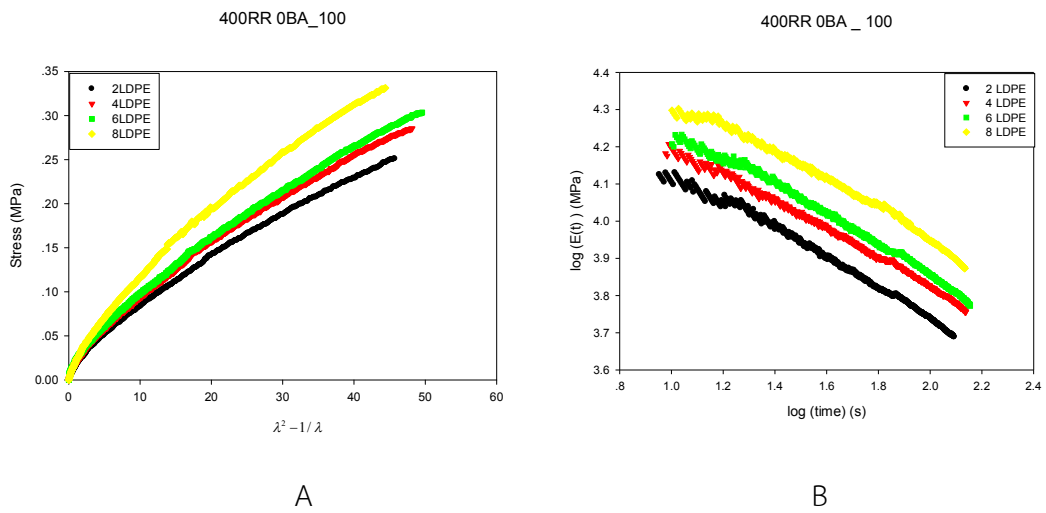 400RR 0BA_100
Stress (MPa)
.35
.30
.25
.20
.15
.10
.05
0.00
2LDPE
4LDPE
6LDPE
8LDPE
0 10 20 30 40 50 60
λ² −1/ λ
A
400RR 0BA _ 100
log (E(t) ) (MPa)
4.4
4.3
4.2
4.1
4.0
3.9
3.8
3.7
3.6
2 LDPE
4 LDPE
6 LDPE
8 LDPE
.8 1.0 1.2 1.4 1.6 1.8 2.0 2.2 2.4
log (time) (s)
B